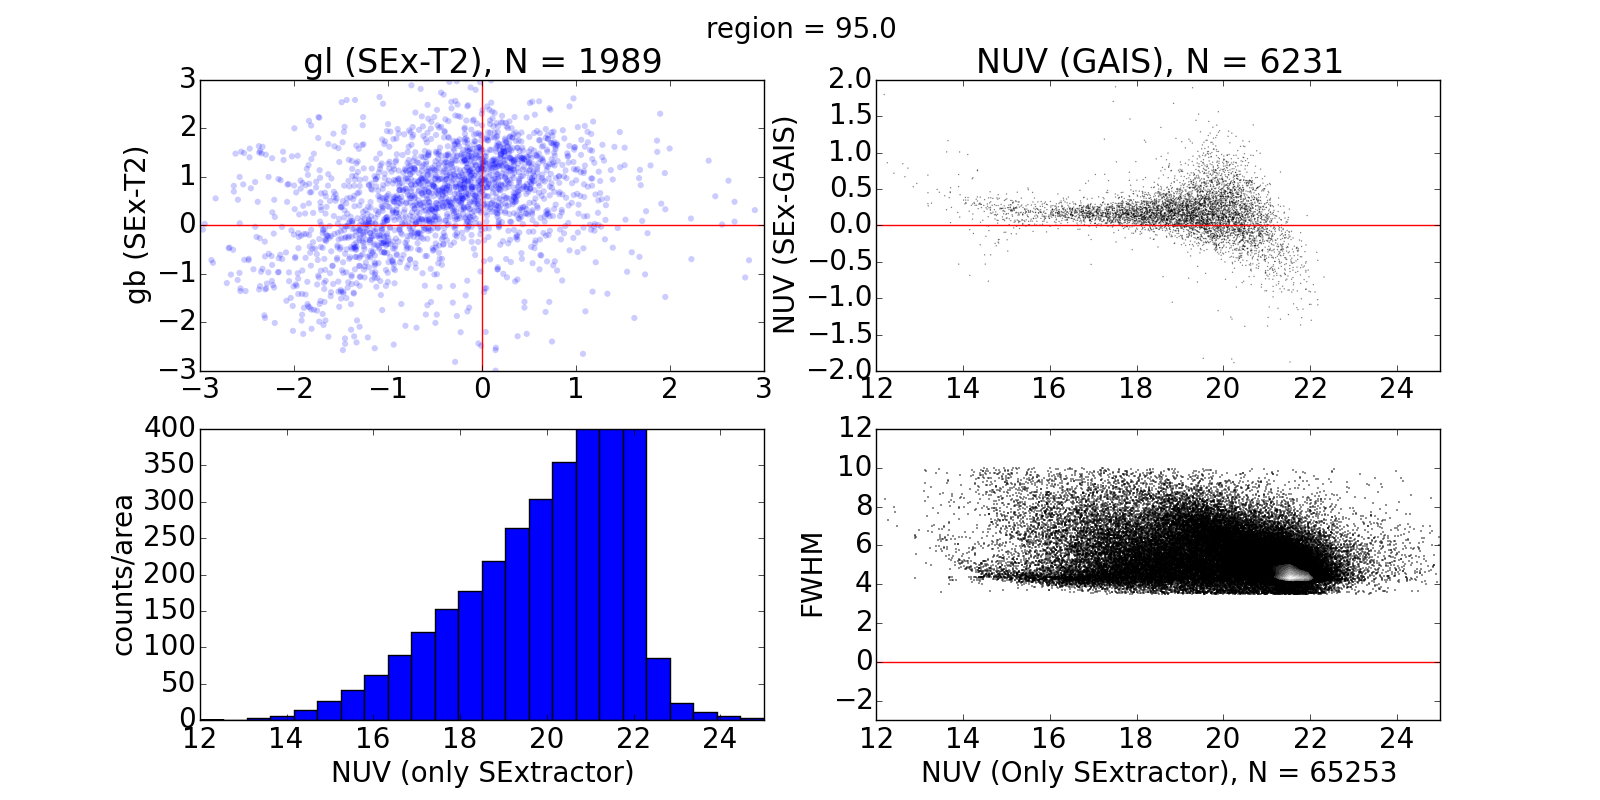 region = 95.0
gl (SEx-T2), N = 1989
NUV (GAIS), N = 6231
gb (SEx-T2)
3
2
1
0
−1
−2
−3
−3 −2 −1 0 1 2 3
NUV (SEx-GAIS)
2.0
1.5
1.0
0.5
0.0
−0.5
−1.0
−1.5
−2.0
12 14 16 18 20 22 24
counts/area
400
350
300
250
200
150
100
50
0
12 14 16 18 20 22 24
NUV (only SExtractor)
FWHM
12
10
8
6
4
2
0
−2
12 14 16 18 20 22 24
NUV (Only SExtractor), N = 65253